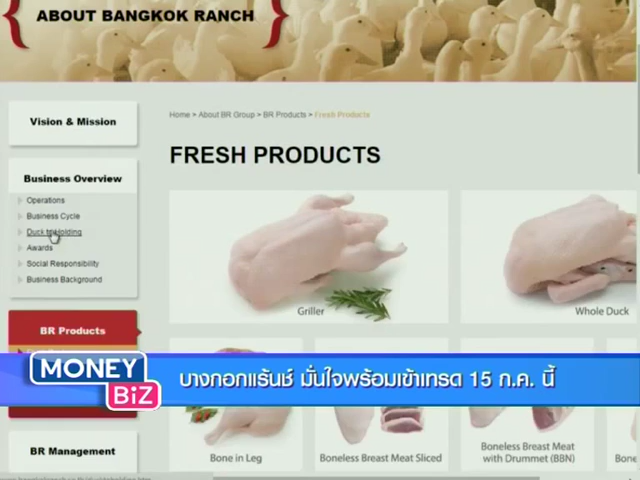 ABOUT BANGKOK RANCH
Home > About BR Group > BR Products > Fresh Products
Vision & Mission
FRESH PRODUCTS
Business Overview
Operations
Business Cycle
Awards
Social Responsibility
Business Background
Griller
Whole Duck
BR Products
MONEY
BiZ
บางกอกแร้นช์ มั่นใจพร้อมเข้าเทรด 15 ก.ค. นี้
BR Management
Bone in Leg
Boneless Breast Meat Sliced
Boneless Breast Meat
with Drummet (BBN)